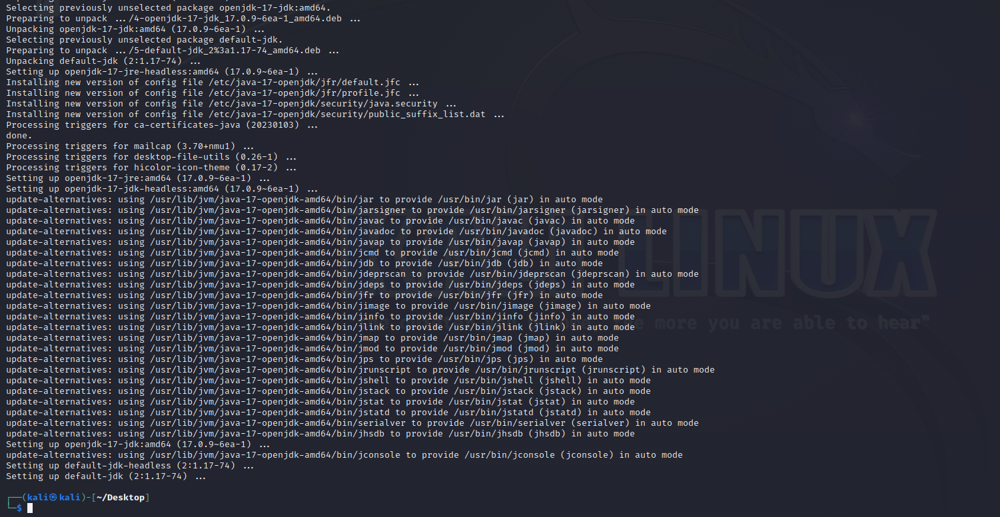 Selecting previously unselected package openjdk-17-jdk:amd64.
Preparing to unpack .../4-openjdk-17-jdk_17.0.9~6ea-1_amd64.deb ...
Unpacking openjdk-17-jdk:amd64 (17.0.9~6ea-1) ...
Selecting previously unselected package default-jdk.
Preparing to unpack .../5-default-jdk_2%3a1.17-74_amd64.deb ...
Unpacking default-jdk (2:1.17-74) ...
Setting up openjdk-17-jre-headless:amd64 (17.0.9~6ea-1) ...
Installing new version of config file /etc/java-17-openjdk/jfr/default.jfc ...
Installing new version of config file /etc/java-17-openjdk/jfr/profile.jfc ...
Installing new version of config file /etc/java-17-openjdk/security/java.security ...
Installing new version of config file /etc/java-17-openjdk/security/public_suffix_list.dat ...
Processing triggers for ca-certificates-java (20230103) ...
done.
Processing triggers for mailcap (3.70+nmu1) ...
Processing triggers for desktop-file-utils (0.26-1) ...
Processing triggers for hicolor-icon-theme (0.17-2) ...
Setting up openjdk-17-jre:amd64 (17.0.9~6ea-1) ...
Setting up openjdk-17-jdk-headless:amd64 (17.0.9~6ea-1) ...
update-alternatives: using /usr/lib/jvm/java-17-openjdk-amd64/bin/jar to provide /usr/bin/jar (jar) in auto mode
update-alternatives: using /usr/lib/jvm/java-17-openjdk-amd64/bin/jarsigner to provide /usr/bin/jarsigner (jarsigner) in auto mode
update-alternatives: using /usr/lib/jvm/java-17-openjdk-amd64/bin/javac to provide /usr/bin/javac (javac) in auto mode
update-alternatives: using /usr/lib/jvm/java-17-openjdk-amd64/bin/javadoc to provide /usr/bin/javadoc (javadoc) in auto mode
update-alternatives: using /usr/lib/jvm/java-17-openjdk-amd64/bin/javap to provide /usr/bin/javap (javap) in auto mode
update-alternatives: using /usr/lib/jvm/java-17-openjdk-amd64/bin/jcmd to provide /usr/bin/jcmd (jcmd) in auto mode
update-alternatives: using /usr/lib/jvm/java-17-openjdk-amd64/bin/jdb to provide /usr/bin/jdb (jdb) in auto mode
update-alternatives: using /usr/lib/jvm/java-17-openjdk-amd64/bin/jdeprscan to provide /usr/bin/jdeprscan (jdeprscan) in auto mode
update-alternatives: using /usr/lib/jvm/java-17-openjdk-amd64/bin/jdeps to provide /usr/bin/jdeps (jdeps) in auto mode
update-alternatives: using /usr/lib/jvm/java-17-openjdk-amd64/bin/jfr to provide /usr/bin/jfr (jfr) in auto mode
update-alternatives: using /usr/lib/jvm/java-17-openjdk-amd64/bin/jimage to provide /usr/bin/jimage (jimage) in auto mode
update-alternatives: using /usr/lib/jvm/java-17-openjdk-amd64/bin/jinfo to provide /usr/bin/jinfo (jinfo) in auto mode
update-alternatives: using /usr/lib/jvm/java-17-openjdk-amd64/bin/jlink to provide /usr/bin/jlink (jlink) in auto mode
update-alternatives: using /usr/lib/jvm/java-17-openjdk-amd64/bin/jmap to provide /usr/bin/jmap (jmap) in auto mode
update-alternatives: using /usr/lib/jvm/java-17-openjdk-amd64/bin/jmod to provide /usr/bin/jmod (jmod) in auto mode
update-alternatives: using /usr/lib/jvm/java-17-openjdk-amd64/bin/jps to provide /usr/bin/jps (jps) in auto mode
update-alternatives: using /usr/lib/jvm/java-17-openjdk-amd64/bin/jrunscript to provide /usr/bin/jrunscript (jrunscript) in auto mode
update-alternatives: using /usr/lib/jvm/java-17-openjdk-amd64/bin/jshell to provide /usr/bin/jshell (jshell) in auto mode
update-alternatives: using /usr/lib/jvm/java-17-openjdk-amd64/bin/jstack to provide /usr/bin/jstack (jstack) in auto mode
update-alternatives: using /usr/lib/jvm/java-17-openjdk-amd64/bin/jstat to provide /usr/bin/jstat (jstat) in auto mode
update-alternatives: using /usr/lib/jvm/java-17-openjdk-amd64/bin/jstatd to provide /usr/bin/jstatd (jstatd) in auto mode
update-alternatives: using /usr/lib/jvm/java-17-openjdk-amd64/bin/serialver to provide /usr/bin/serialver (serialver) in auto mode
update-alternatives: using /usr/lib/jvm/java-17-openjdk-amd64/bin/jhsdb to provide /usr/bin/jhsdb (jhsdb) in auto mode
Setting up openjdk-17-jdk:amd64 (17.0.9~6ea-1) ...
update-alternatives: using /usr/lib/jvm/java-17-openjdk-amd64/bin/jconsole to provide /usr/bin/jconsole (jconsole) in auto mode
Setting up default-jdk-headless (2:1.17-74) ...
Setting up default-jdk (2:1.17-74) ...
┌──(kali㉿kali)-[~/Desktop]
└─$
LINUX
more you are able to hear"